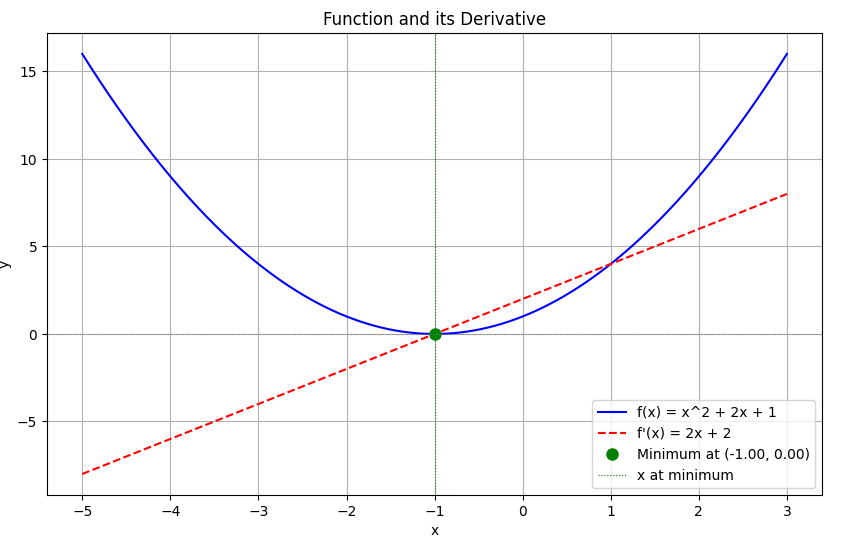 Function and its Derivative
15
10
5
0
−5
y
−5 −4 −3 −2 −1 0 1 2 3
x
f(x) = x^2 + 2x + 1
f'(x) = 2x + 2
Minimum at (-1.00, 0.00)
x at minimum